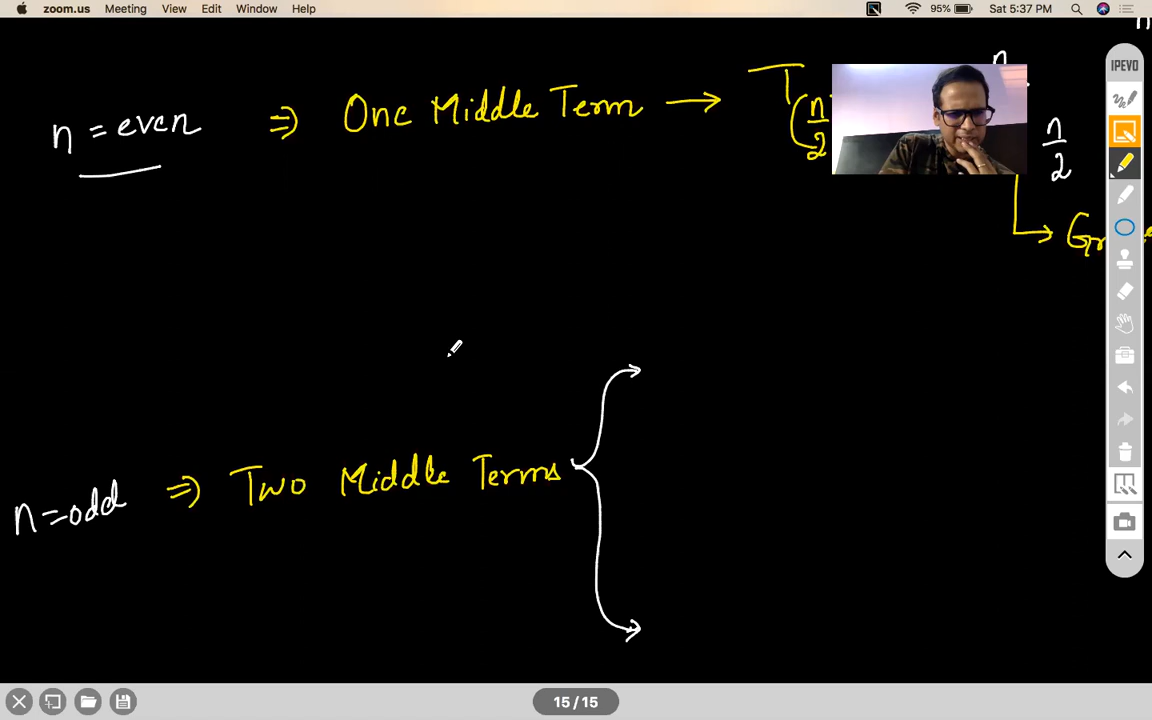 zoom.us Meeting View Edit Window Help 95% Sat 5:37 PM
IPEVO
n = even ⇒ One Middle Term → T(n/2
n
n/2
n = odd ⇒ Two Middle Terms
15 / 15